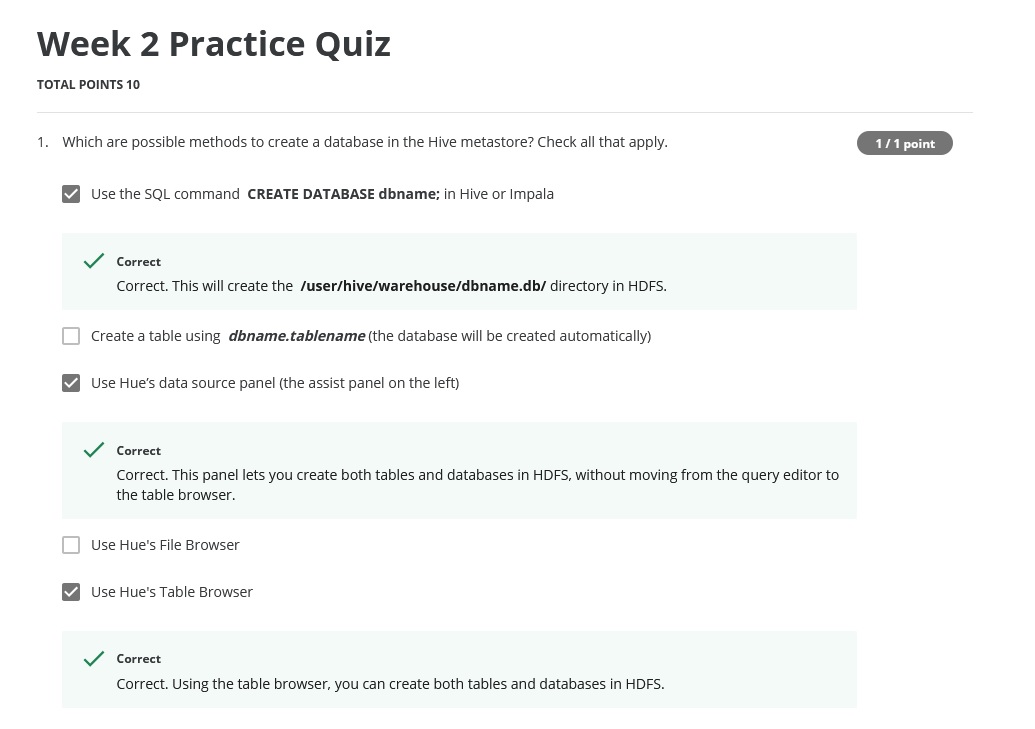 Week 2 Practice Quiz
TOTAL POINTS 10
1. Which are possible methods to create a database in the Hive metastore? Check all that apply.
1 / 1 point
Use the SQL command CREATE DATABASE dbname; in Hive or Impala
Correct
Correct. This will create the /user/hive/warehouse/dbname.db/ directory in HDFS.
Create a table using dbname.tablename (the database will be created automatically)
Use Hue’s data source panel (the assist panel on the left)
Correct
Correct. This panel lets you create both tables and databases in HDFS, without moving from the query editor to
the table browser.
Use Hue's File Browser
Use Hue's Table Browser
Correct
Correct. Using the table browser, you can create both tables and databases in HDFS.